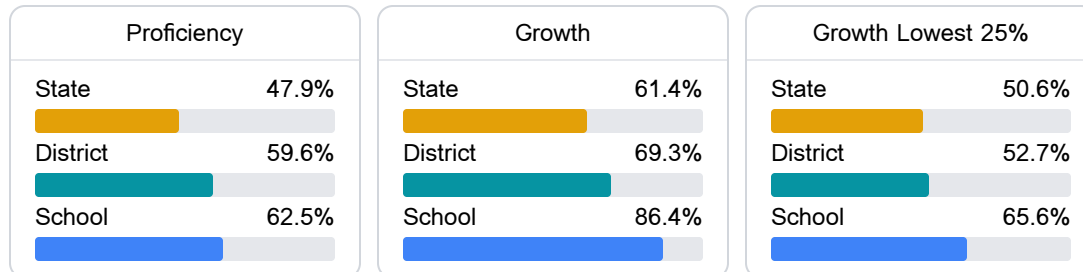 Proficiency
State 47.9%
District 59.6%
School 62.5%
Growth
State 61.4%
District 69.3%
School 86.4%
Growth Lowest 25%
State 50.6%
District 52.7%
School 65.6%